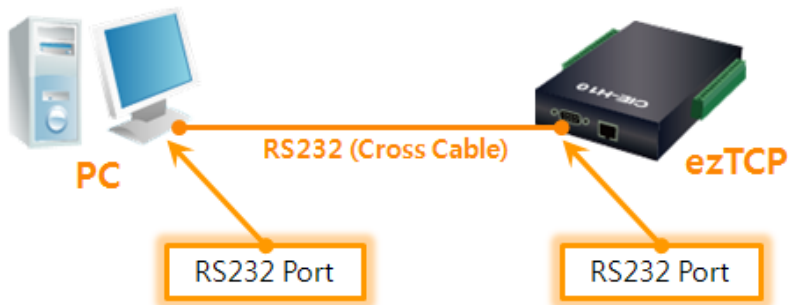 CIE-H10
RS232 (Cross Cable)
PC
ezTCP
RS232 Port
RS232 Port